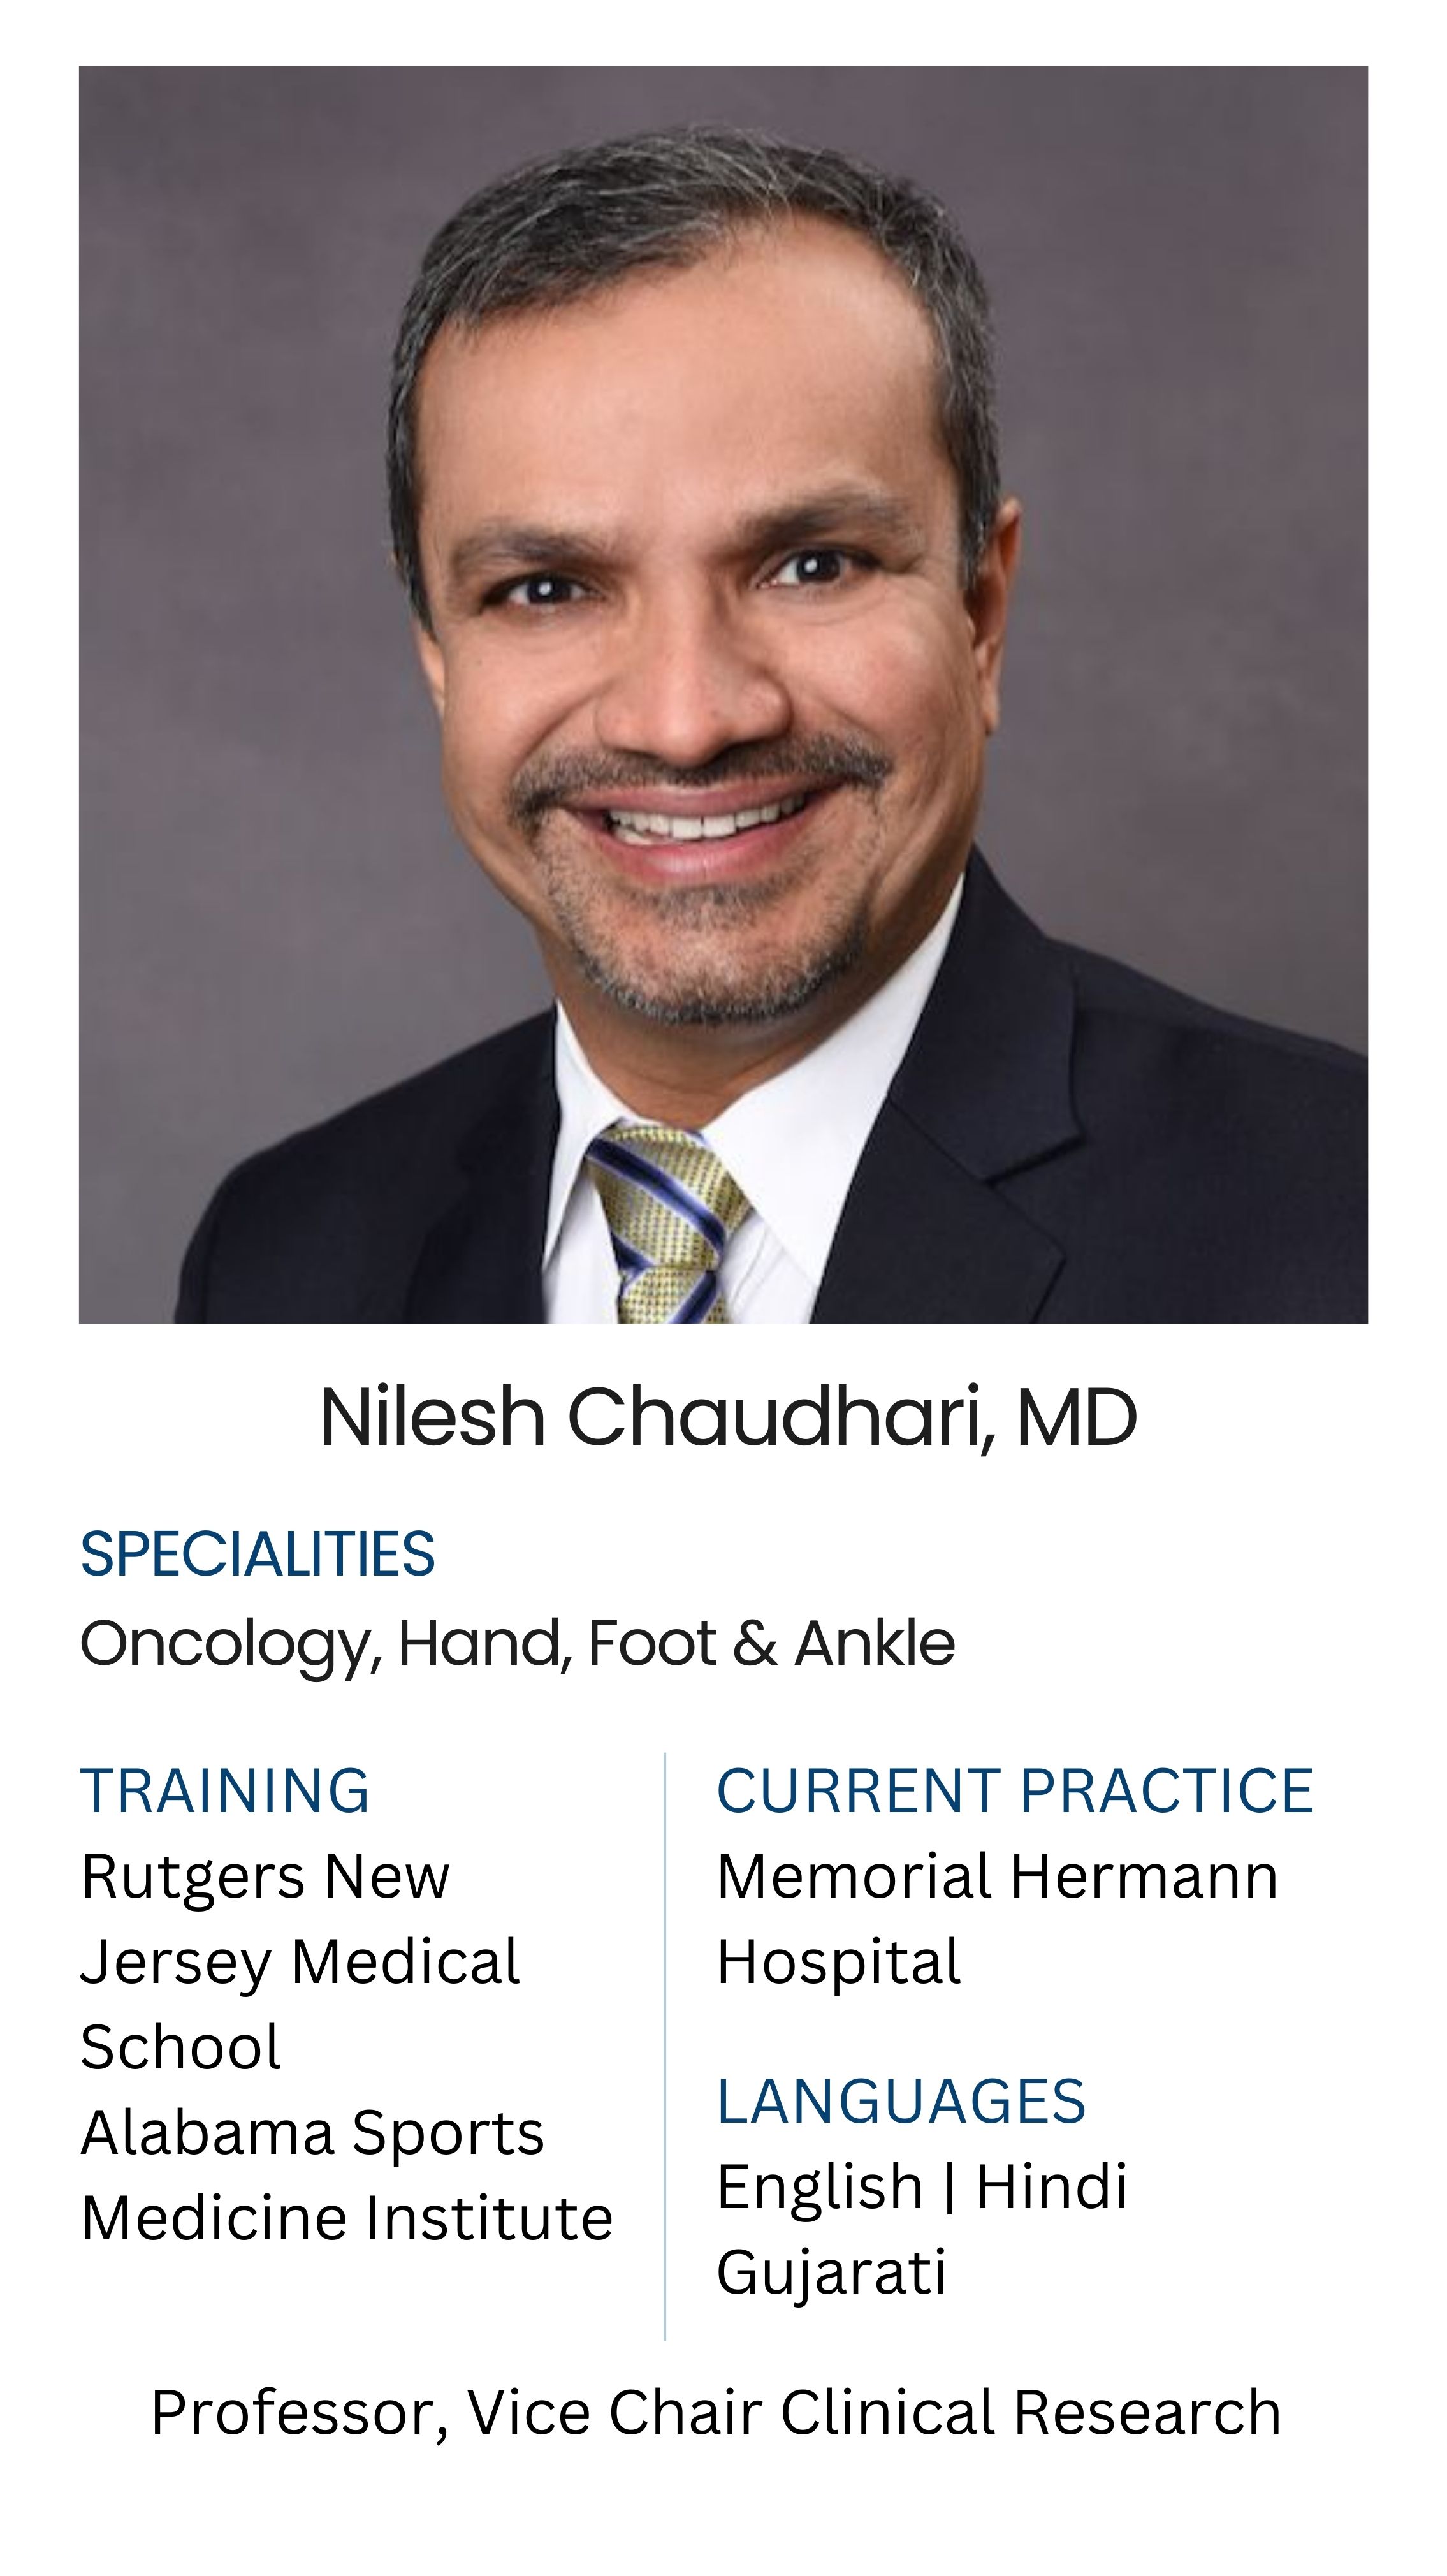 Nilesh Chaudhari, MD
SPECIALITIES
Oncology, Hand, Foot & Ankle
TRAINING
Rutgers New
Jersey Medical
School
Alabama Sports
Medicine Institute
CURRENT PRACTICE
Memorial Hermann
Hospital
LANGUAGES
English | Hindi
Gujarati
Professor, Vice Chair Clinical Research